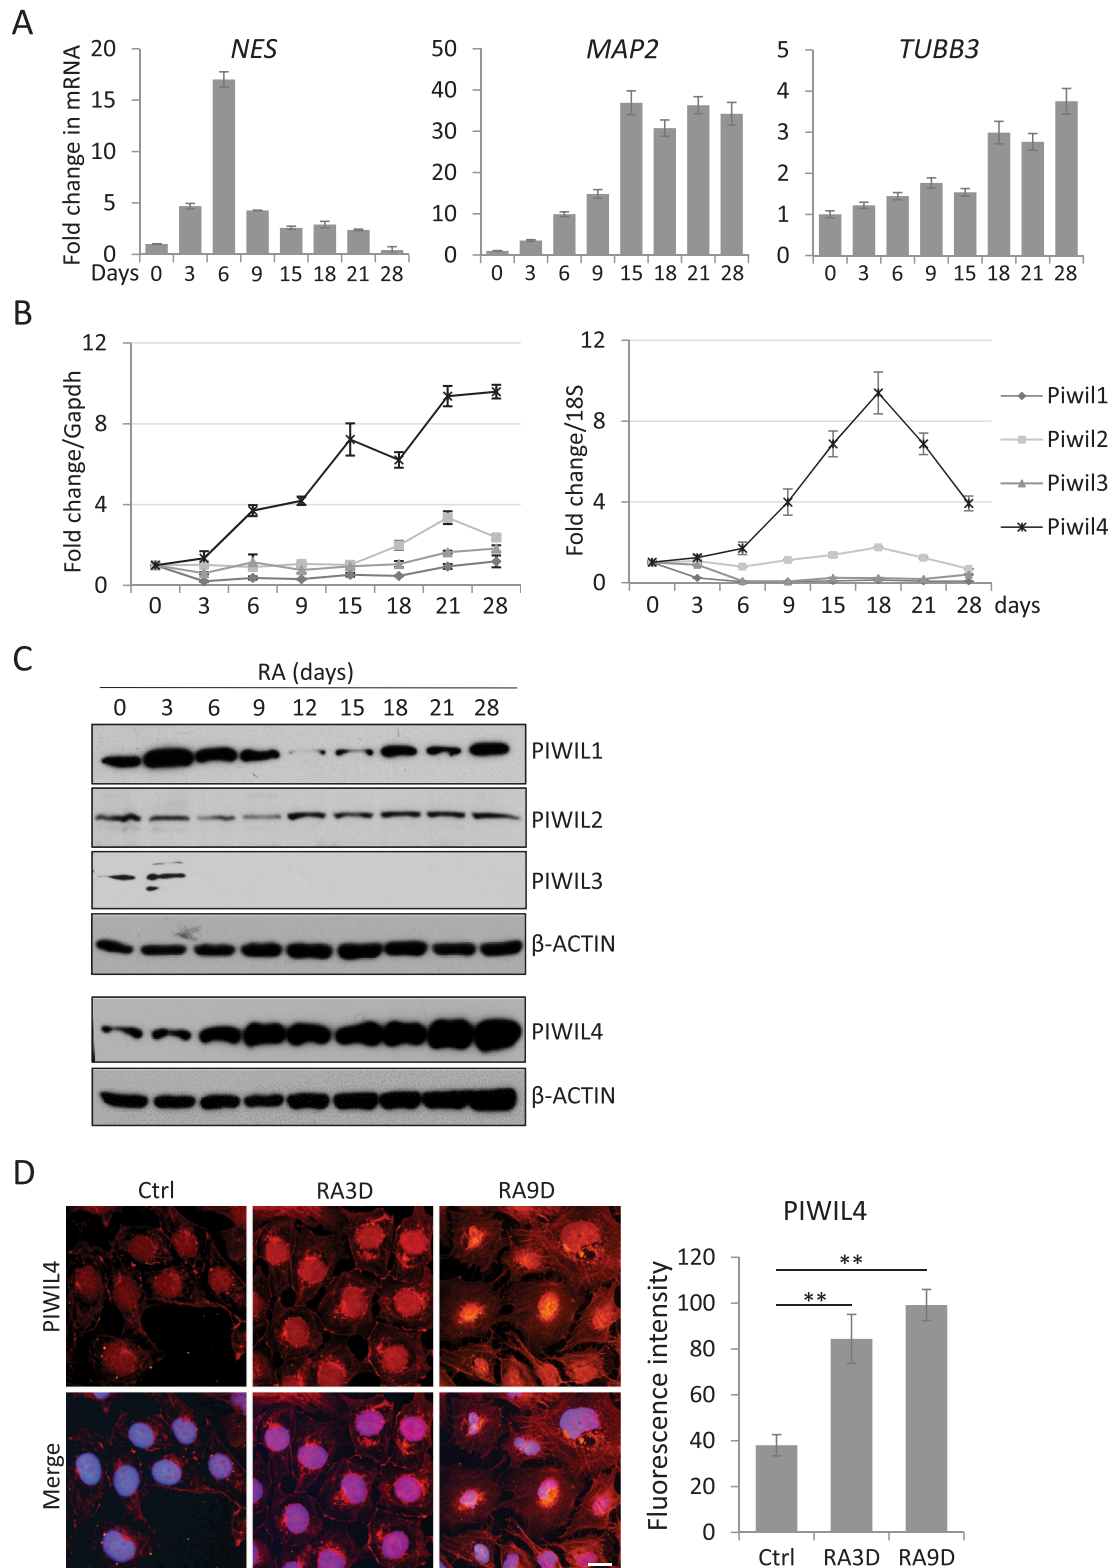 A
NES
MAP2
TUBB3
Fold change in mRNA
20
15
10
5
0
Days
0 3 6 9 15 18 21 28
50
40
30
20
10
0
0 3 6 9 15 18 21 28
5
4
3
2
1
0
0 3 6 9 15 18 21 28
B
Fold change/Gapdh
12
8
4
0
0 3 6 9 15 18 21 28
Fold change/18S
12
8
4
0
0 3 6 9 15 18 21 28 days
Piwil1
Piwil2
Piwil3
Piwil4
C
RA (days)
0 3 6 9 12 15 18 21 28
PIWIL1
PIWIL2
PIWIL3
β-ACTIN
PIWIL4
β-ACTIN
D
Ctrl RA3D RA9D
PIWIL4
Merge
PIWIL4
Fluorescence intensity
120
100
80
60
40
20
0
**
**
Ctrl RA3D RA9D